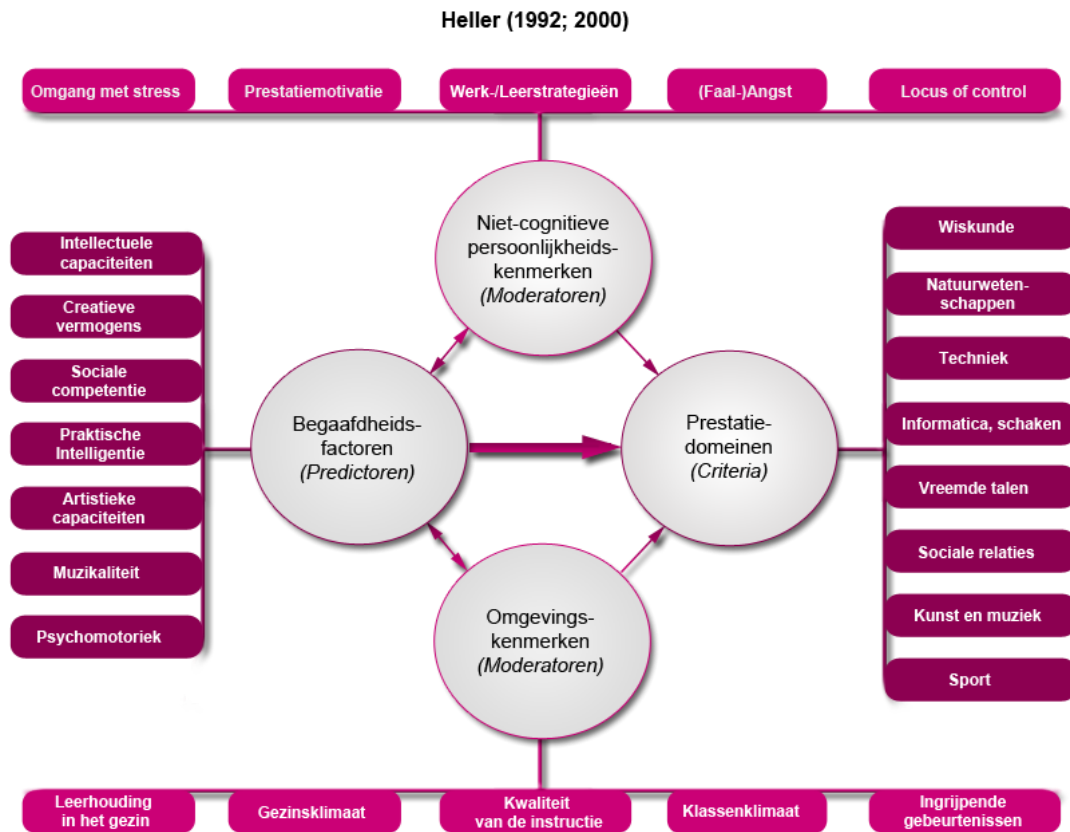 Heller (1992; 2000)
Omgang met stress
Prestatiemotivatie
Werk-/Leerstrategieën
(Faal-)Angst
Locus of control
Niet-cognitieve
persoonlijkheids-
kenmerken
(Moderatoren)
Intellectuele
capaciteiten
Creatieve
vermogens
Sociale
competentie
Praktische
Intelligentie
Artistieke
capaciteiten
Muzikaliteit
Psychomotoriek
Begaafdheids-
factoren
(Predictoren)
Prestatie-
domeinen
(Criteria)
Wiskunde
Natuurweten-
schappen
Techniek
Informatica, schaken
Vreemde talen
Sociale relaties
Kunst en muziek
Sport
Omgevings-
kenmerken
(Moderatoren)
Leerhouding
in het gezin
Gezinsklimaat
Kwaliteit
van de instructie
Klassenklimaat
Ingrijpende
gebeurtenissen